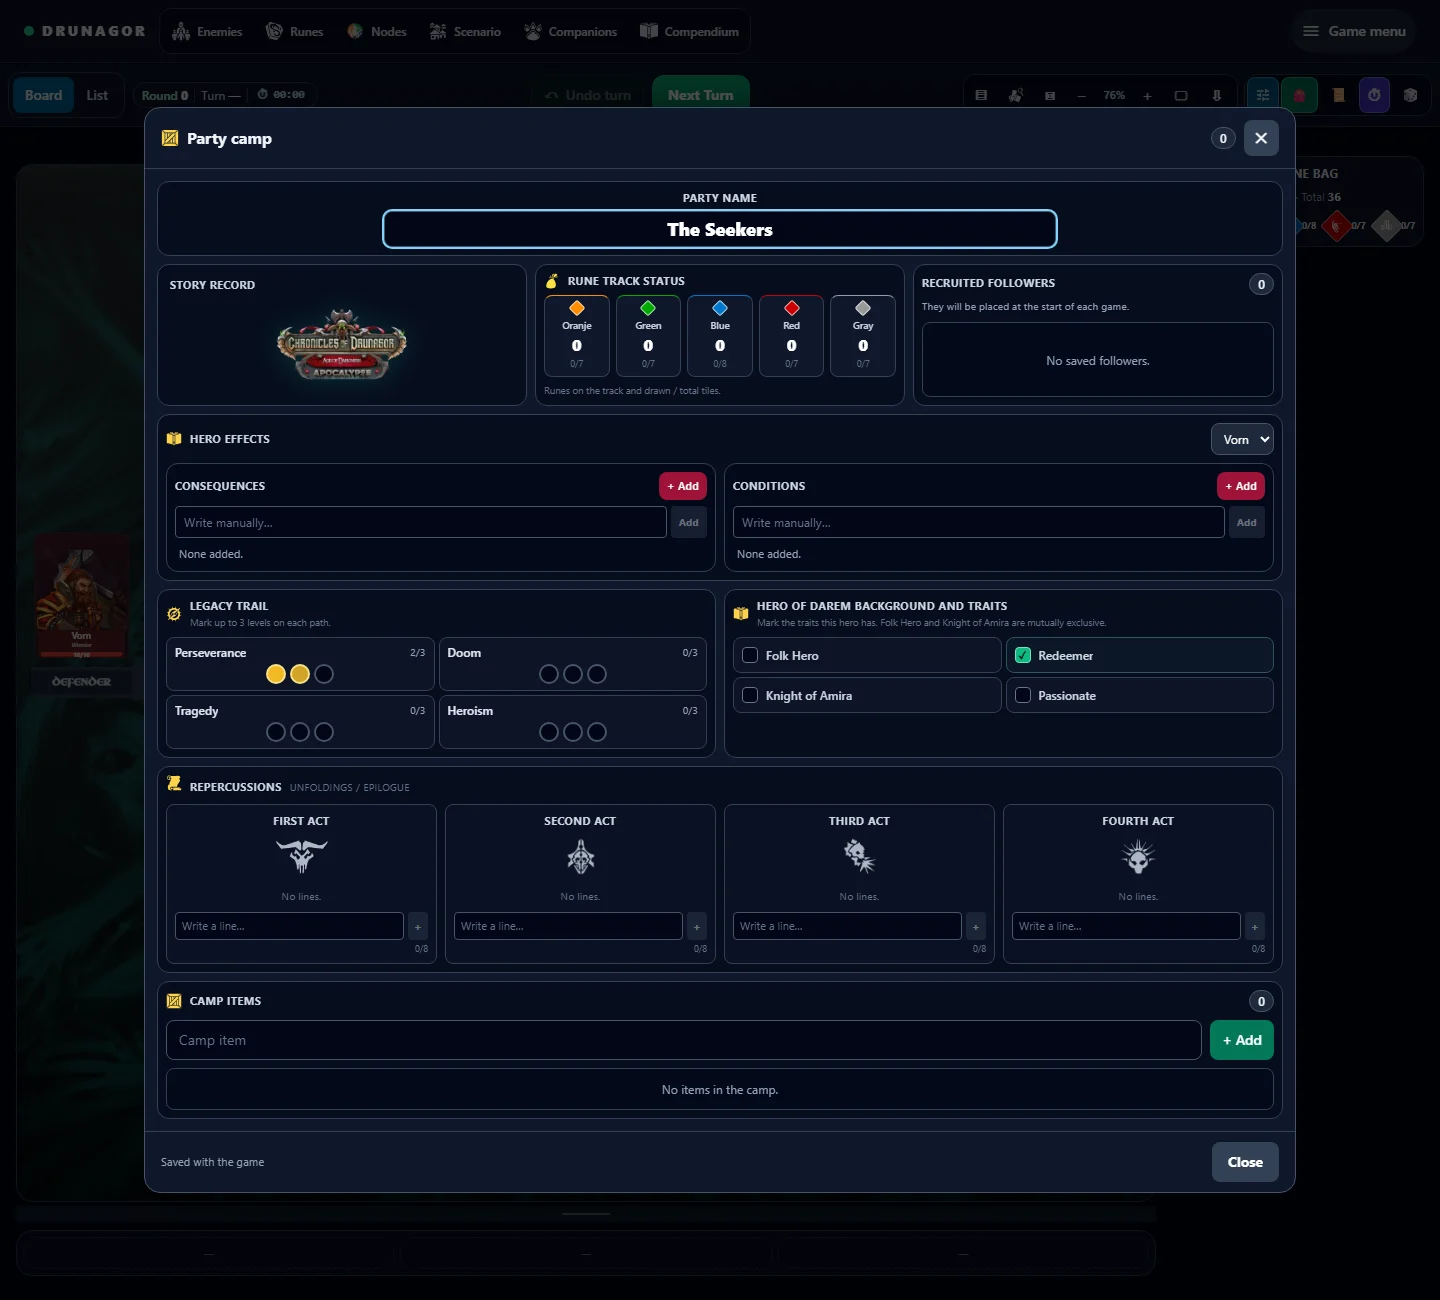 DRUNAGOR
Enemies
Runes
Nodes
Scenario
Companions
Compendium
Game menu
Board
List
Round 0
Turn —
00:00
Undo turn
Next Turn
76%
Party camp
0
NE BAG
Total 36
0/8
0/7
0/7
PARTY NAME
The Seekers
STORY RECORD
CHRONICLES OF DRUNAGOR
AGE OF DARKNESS
APOCALYPSE
RUNE TRACK STATUS
Oranje
Green
Blue
Red
Gray
0
0
0
0
0
0/7
0/7
0/8
0/7
0/7
Runes on the track and drawn / total tiles.
RECRUITED FOLLOWERS
0
They will be placed at the start of each game.
No saved followers.
HERO EFFECTS
Vorn
CONSEQUENCES
+ Add
Write manually...
Add
None added.
CONDITIONS
+ Add
Write manually...
Add
None added.
Vorn
DEFENDER
LEGACY TRAIL
Mark up to 3 levels on each path.
Perseverance
2/3
Doom
0/3
Tragedy
0/3
Heroism
0/3
HERO OF DAREM BACKGROUND AND TRAITS
Mark the traits this hero has. Folk Hero and Knight of Amira are mutually exclusive.
Folk Hero
Redeemer
Knight of Amira
Passionate
REPERCUSSIONS UNFOLDINGS / EPILOGUE
FIRST ACT
No lines.
Write a line...
+
0/8
SECOND ACT
No lines.
Write a line...
+
0/8
THIRD ACT
No lines.
Write a line...
+
0/8
FOURTH ACT
No lines.
Write a line...
+
0/8
CAMP ITEMS
0
Camp item
+ Add
No items in the camp.
Saved with the game
Close